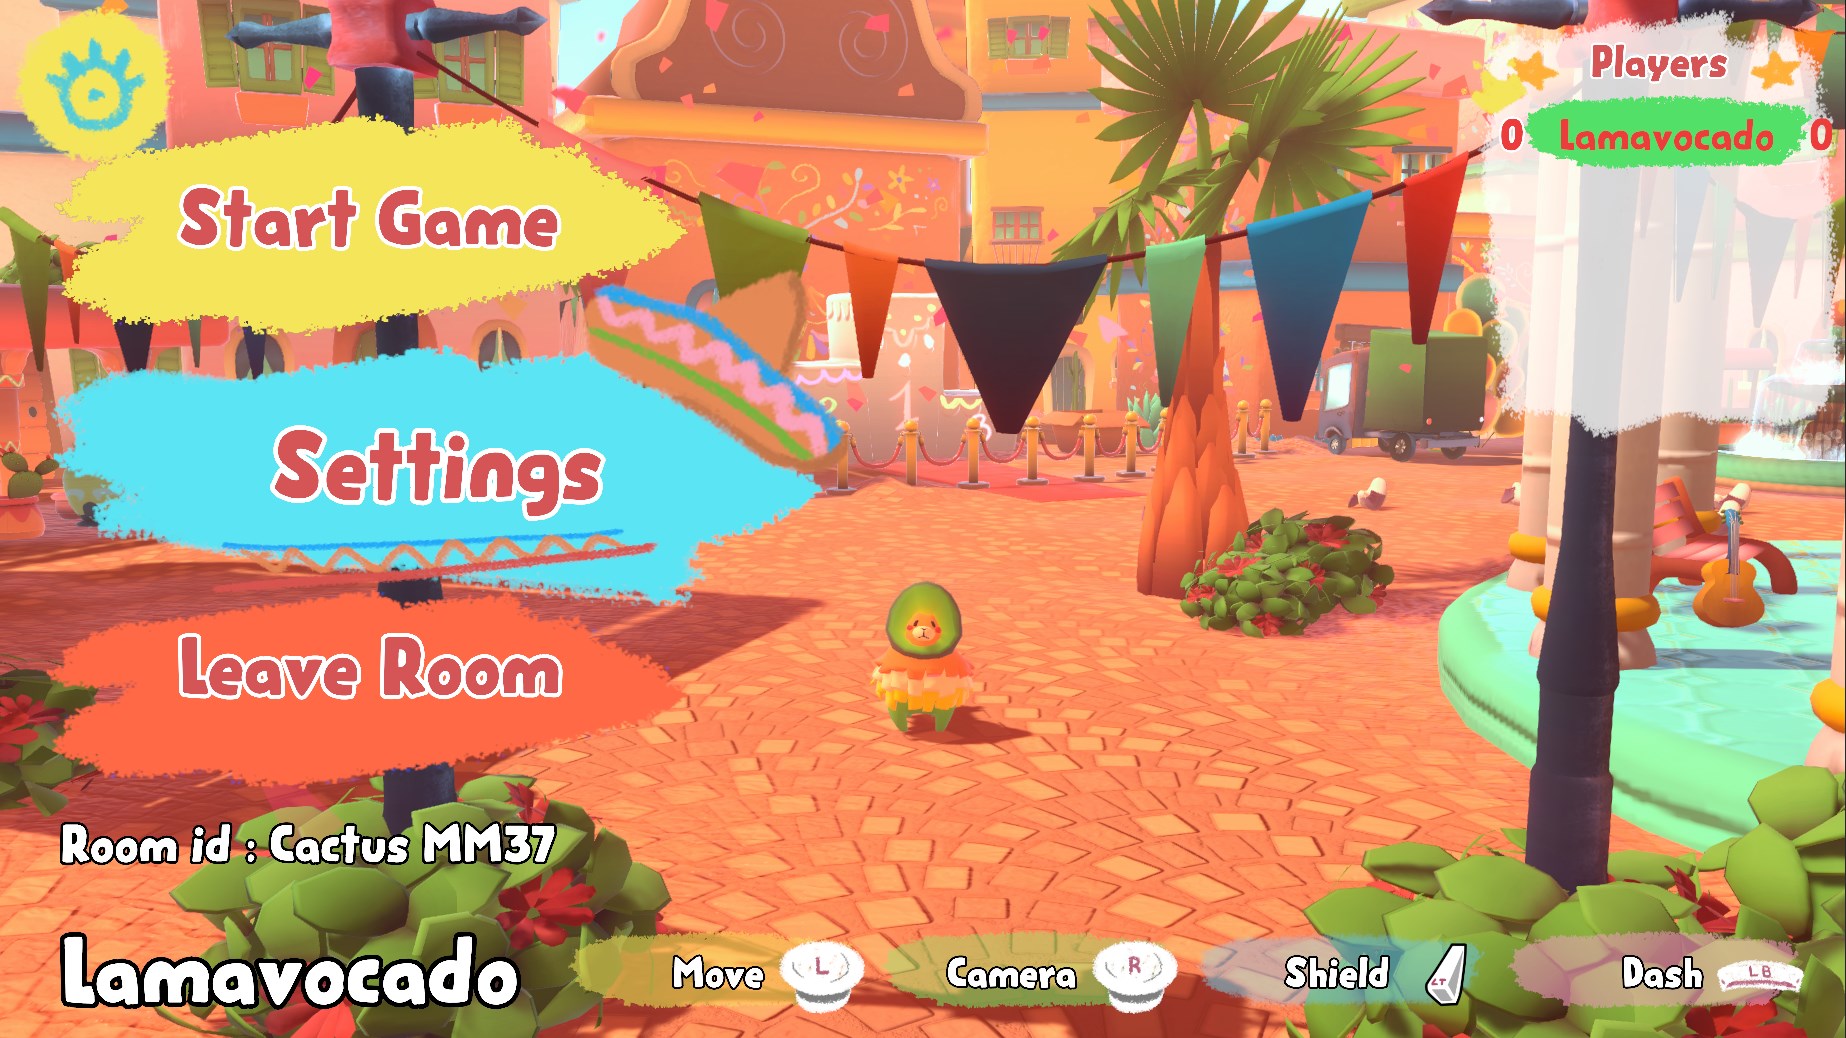 Players
0 Lamavocado 0
Start Game
Settings
Leave Room
Room id : Cactus MM37
Lamavocado
Move L
Camera R
Shield LT
Dash LB